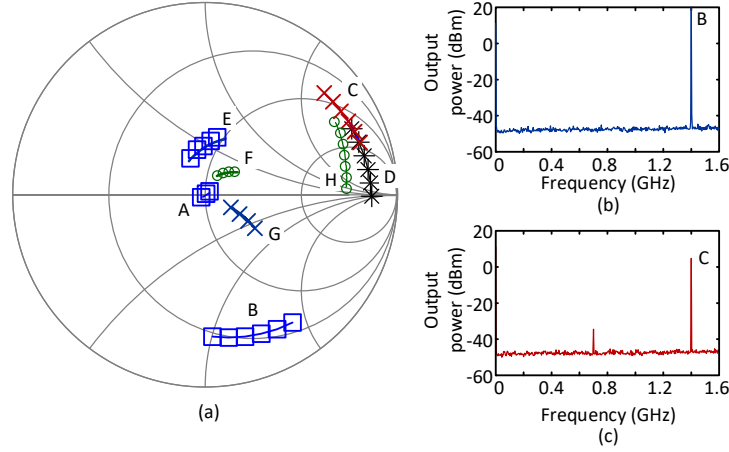 C
E
F
H
D
A
G
B
(a)
20
0
-20
-40
-60
Output
power (dBm)
B
0
0.4
0.8
1.2
1.6
Frequency (GHz)
(b)
20
0
-20
-40
-60
Output
power (dBm)
C
0
0.4
0.8
1.2
1.6
Frequency (GHz)
(c)